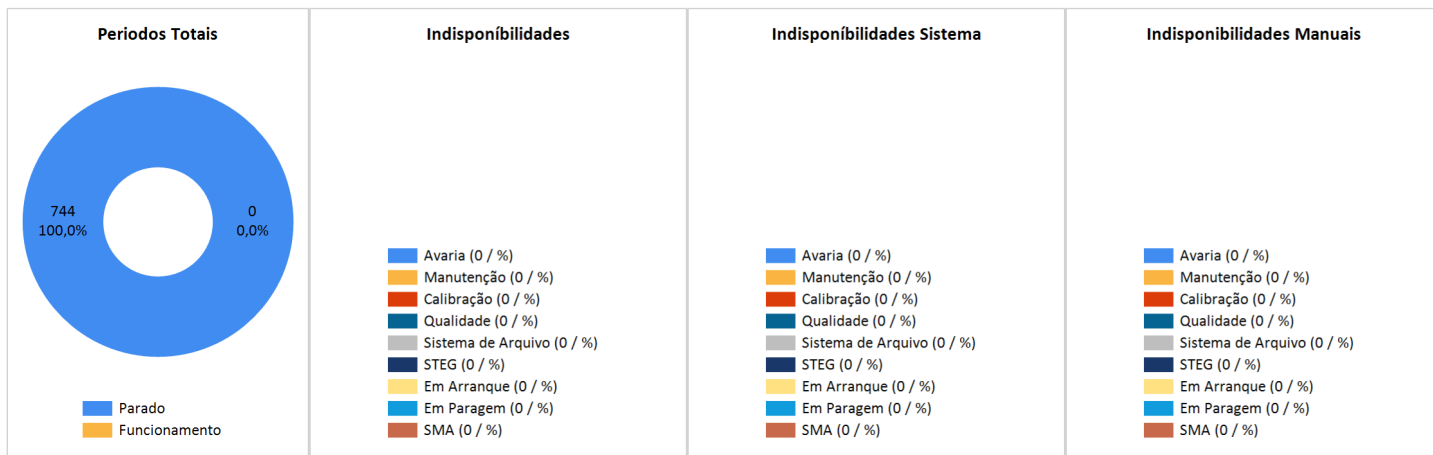 Periodos Totais
744
100,0%
0
0,0%
Parado
Funcionamento
Indisponíbilidades
Avaria (0 / %)
Manutenção (0 / %)
Calibração (0 / %)
Qualidade (0 / %)
Sistema de Arquivo (0 / %)
STEG (0 / %)
Em Arranque (0 / %)
Em Paragem (0 / %)
SMA (0 / %)
Indisponíbilidades Sistema
Avaria (0 / %)
Manutenção (0 / %)
Calibração (0 / %)
Qualidade (0 / %)
Sistema de Arquivo (0 / %)
STEG (0 / %)
Em Arranque (0 / %)
Em Paragem (0 / %)
SMA (0 / %)
Indisponibilidades Manuais
Avaria (0 / %)
Manutenção (0 / %)
Calibração (0 / %)
Qualidade (0 / %)
Sistema de Arquivo (0 / %)
STEG (0 / %)
Em Arranque (0 / %)
Em Paragem (0 / %)
SMA (0 / %)